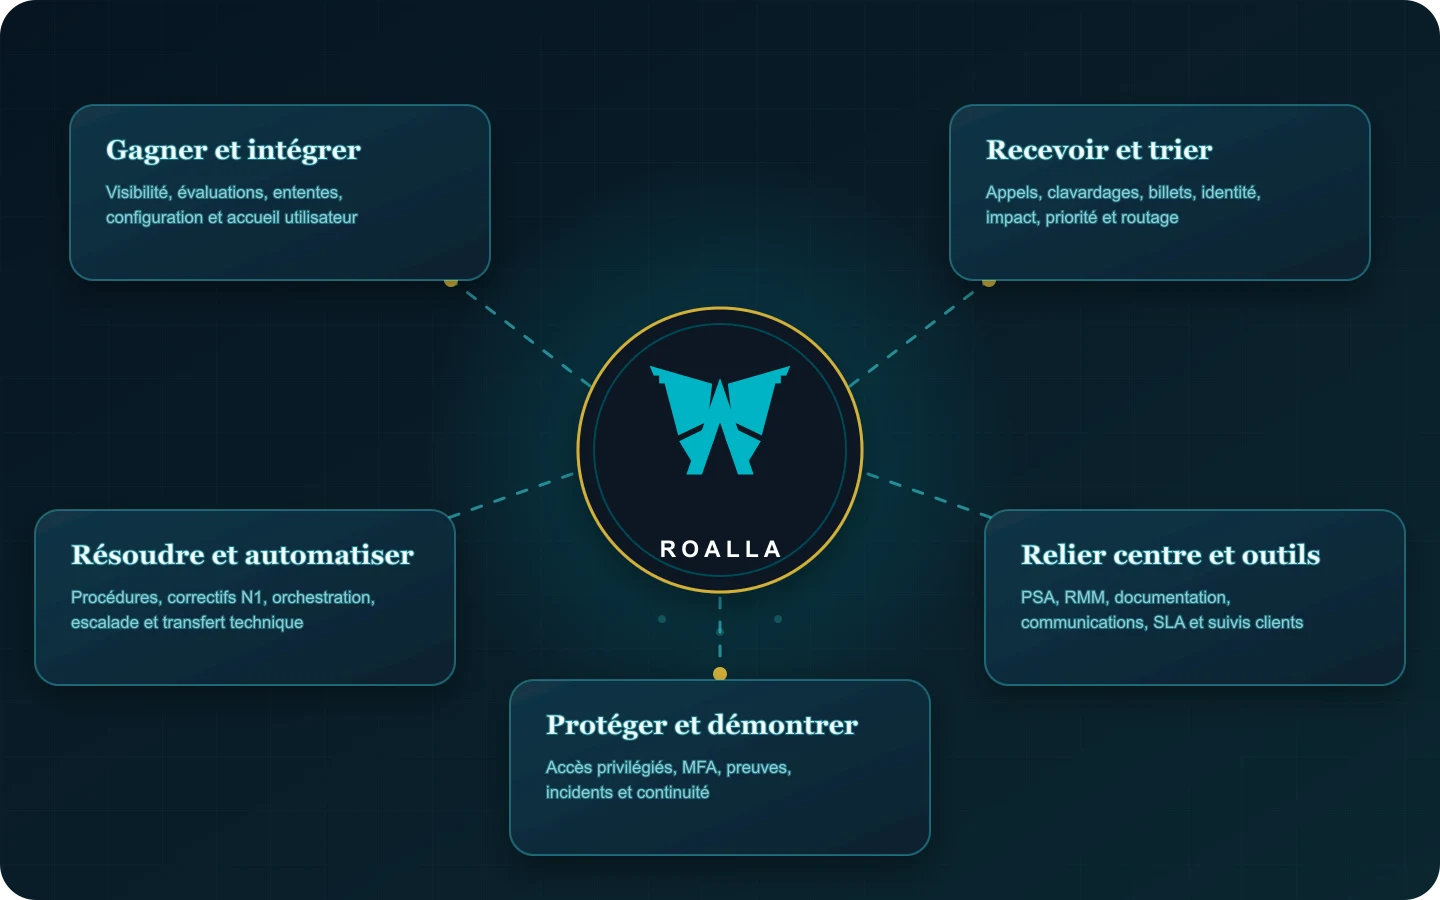 Gagner et intégrer
Visibilité, évaluations, ententes,
configuration et accueil utilisateur
Recevoir et trier
Appels, clavardages, billets, identité,
impact, priorité et routage
ROALLA
Résoudre et automatiser
Procédures, correctifs N1, orchestration,
escalade et transfert technique
Relier centre et outils
PSA, RMM, documentation,
communications, SLA et suivis clients
Protéger et démontrer
Accès privilégiés, MFA, preuves,
incidents et continuité